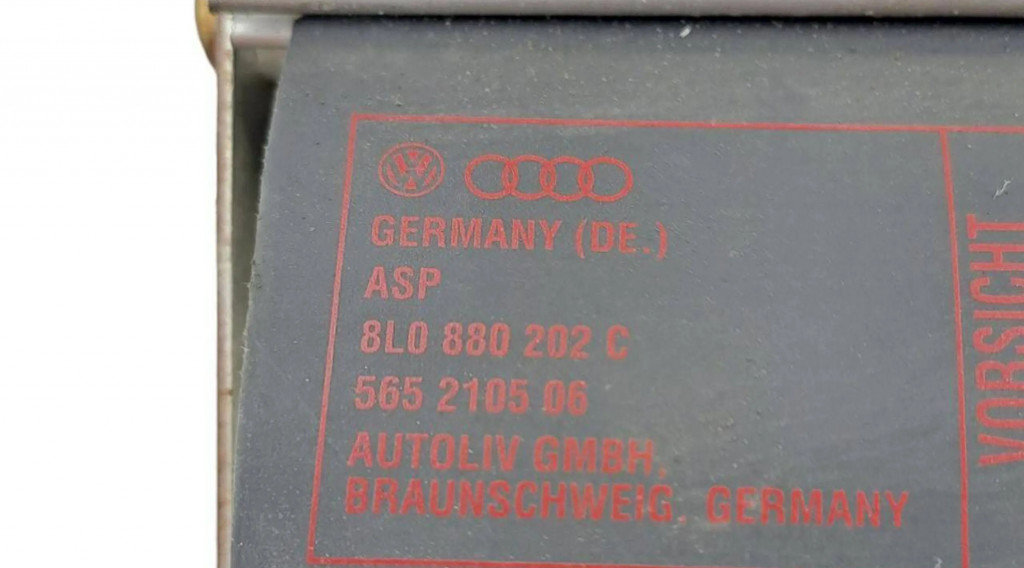 GERMANY (DE.)
ASP
8L0 880 202 C
565 2105 06
AUTOLIV GMBH,
BRAUNSCHWEIG, GERMANY
VORSICHT